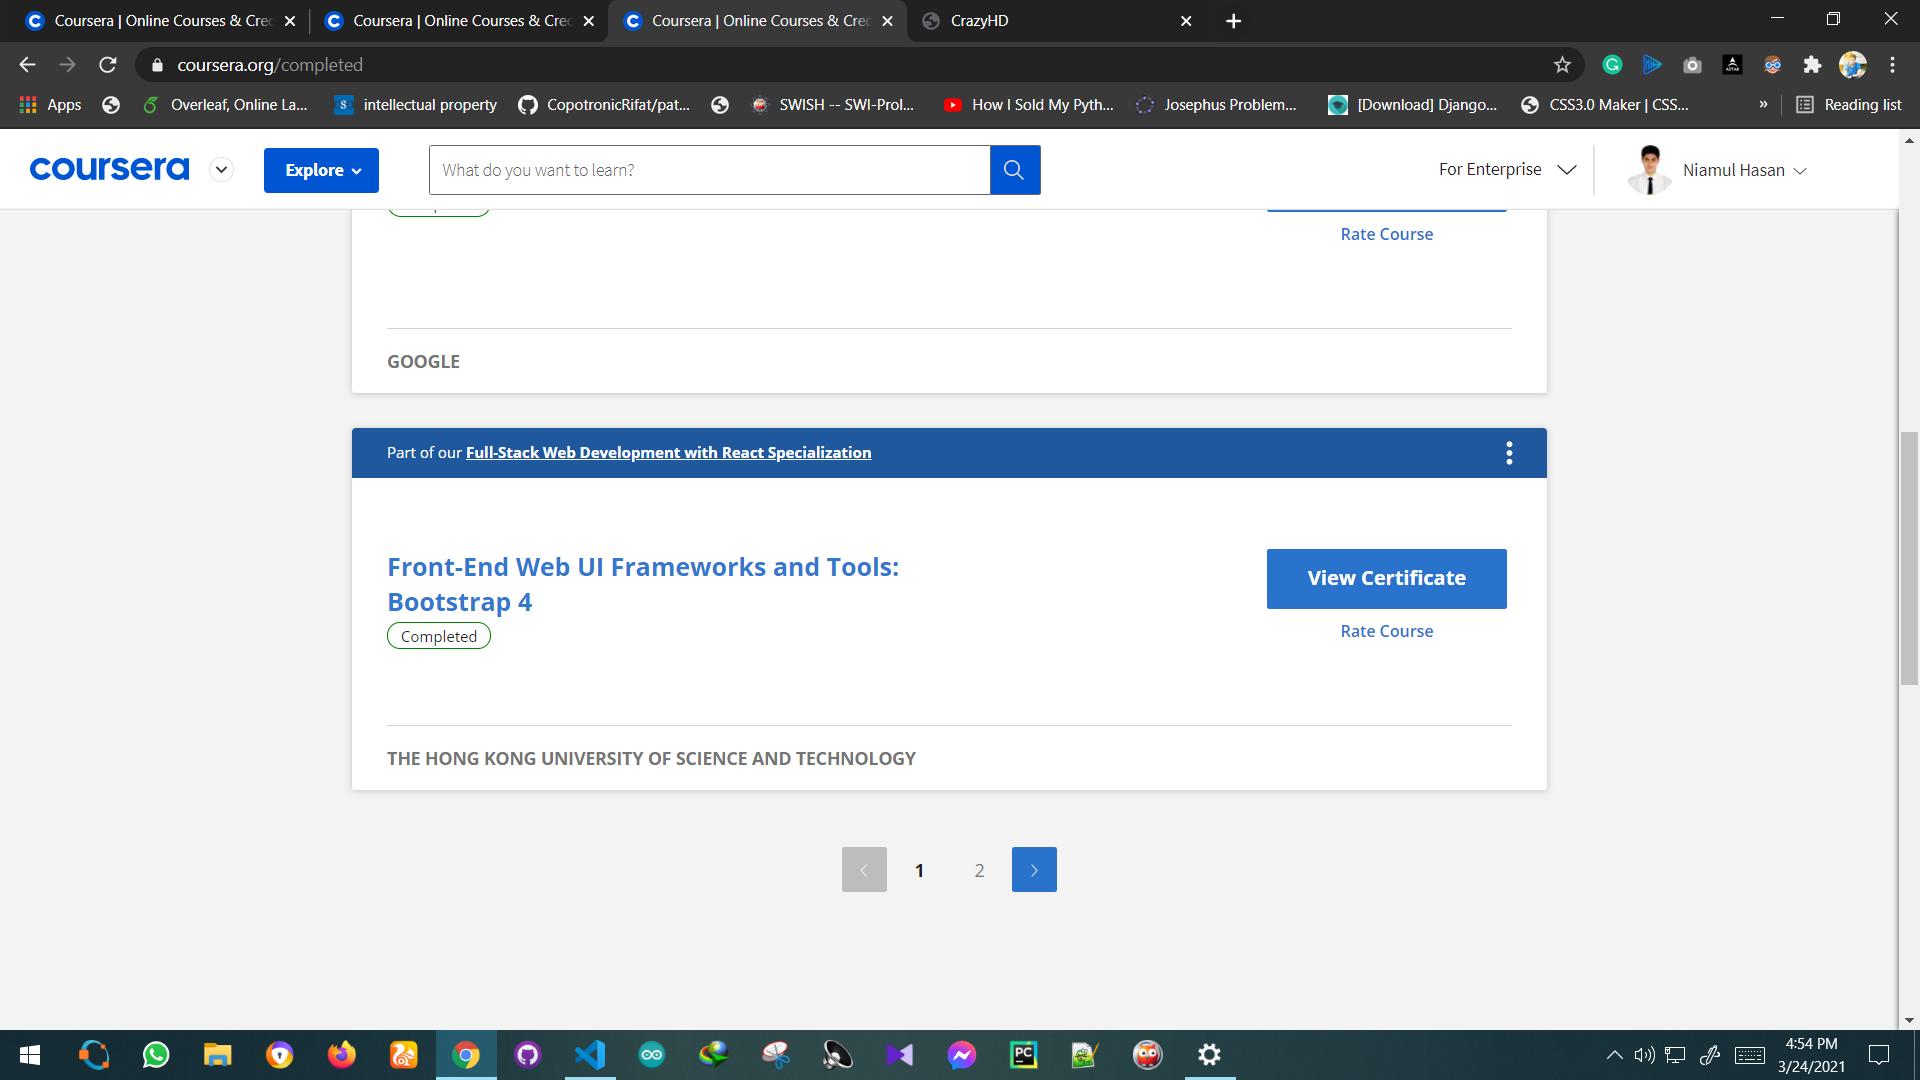 Coursera | Online Courses & Cred
Coursera | Online Courses & Cred
Coursera | Online Courses & Cred
CrazyHD
coursera.org/completed
Apps
Overleaf, Online La...
intellectual property
CopotronicRifat/pat...
SWISH -- SWI-Prol...
How I Sold My Pyth...
Josephus Problem...
[Download] Django...
CSS3.0 Maker | CSS...
»
Reading list
coursera
Explore
What do you want to learn?
For Enterprise
Niamul Hasan
Rate Course
GOOGLE
Part of our Full-Stack Web Development with React Specialization
Front-End Web UI Frameworks and Tools:
Bootstrap 4
Completed
View Certificate
Rate Course
THE HONG KONG UNIVERSITY OF SCIENCE AND TECHNOLOGY
1 2
4:54 PM
3/24/2021